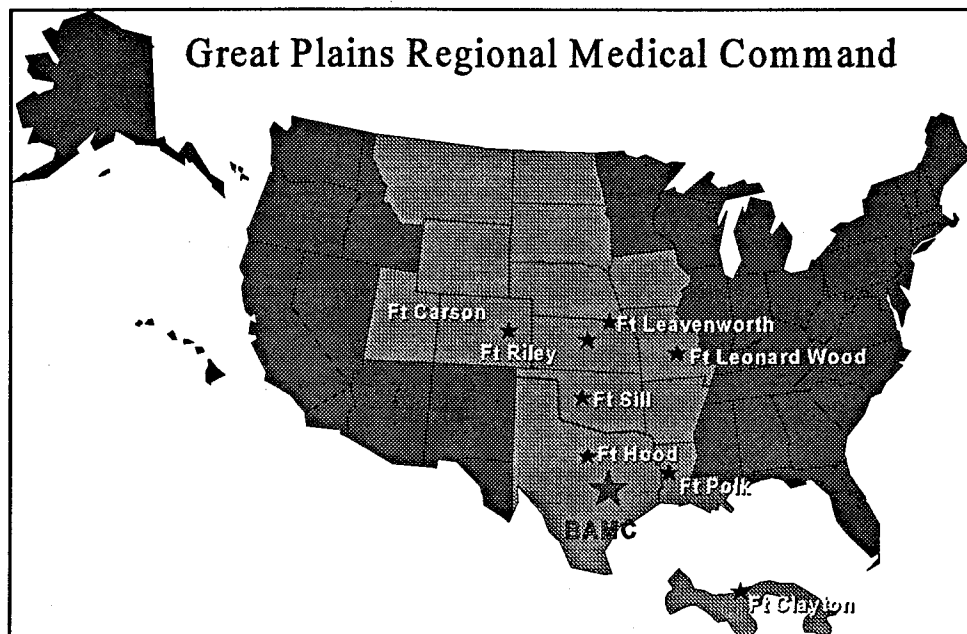 Great Plains Regional Medical Command
Ft Carson
Ft Leavenworth
Ft Riley
Ft Leonard Wood
Ft Sill
Ft Hood
Ft Polk
BAMC
Ft Clayton